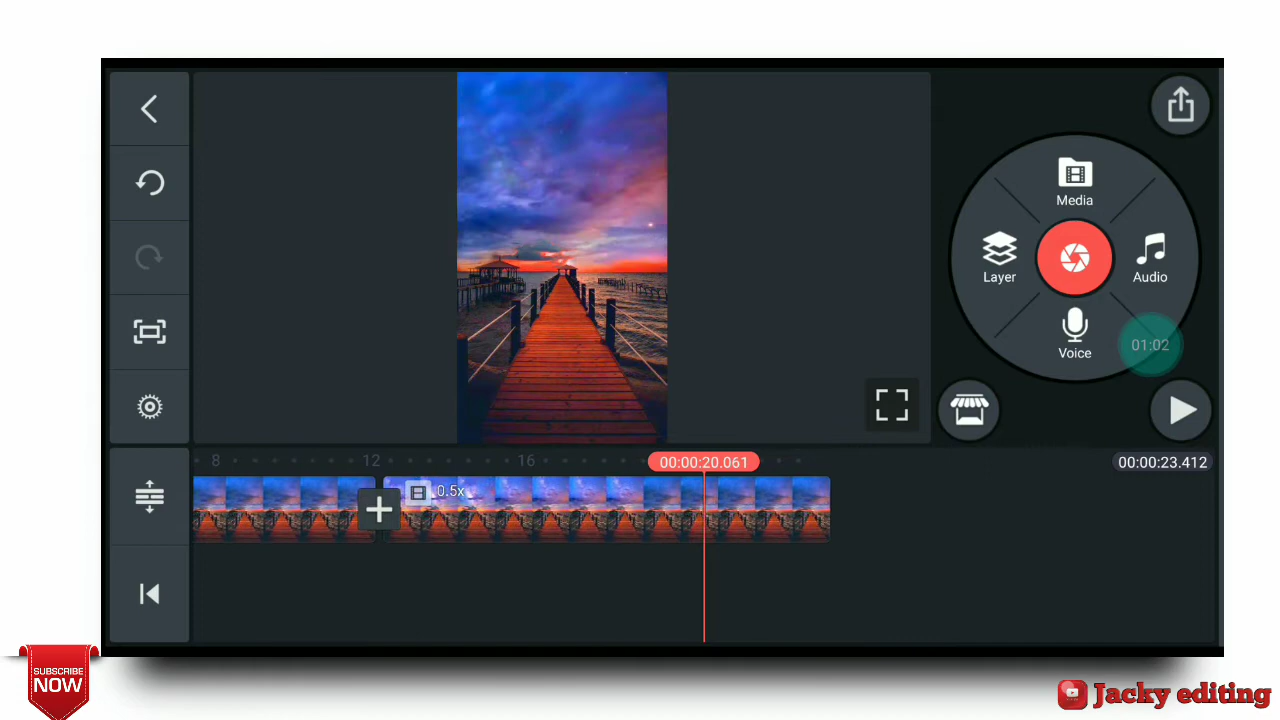 Media
Layer
Audio
Voice
01:02
8
12
16
00:00:20.061
00:00:23.412
0.5x
SUBSCRIBE
NOW
Jacky editing